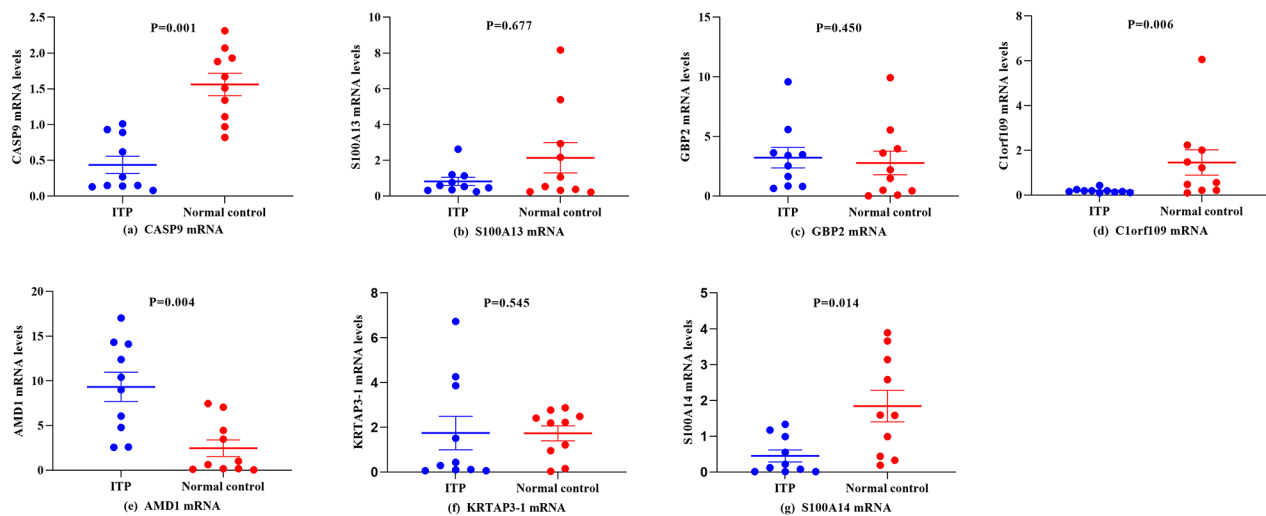 P=0.001
CASP9 mRNA levels
2.5
2.0
1.5
1.0
0.5
0.0
ITP
Normal control
(a) CASP9 mRNA
P=0.677
S100A13 mRNA levels
10
8
6
4
2
0
ITP
Normal control
(b) S100A13 mRNA
P=0.450
GBP2 mRNA levels
15
10
5
0
ITP
Normal control
(c) GBP2 mRNA
P=0.006
C1orf109 mRNA levels
8
6
4
2
0
ITP
Normal control
(d) C1orf109 mRNA
P=0.004
AMD1 mRNA levels
20
15
10
5
0
ITP
Normal control
(e) AMD1 mRNA
P=0.545
KRTAP3-1 mRNA levels
8
6
4
2
0
ITP
Normal control
(f) KRTAP3-1 mRNA
P=0.014
S100A14 mRNA levels
5
4
3
2
1
0
ITP
Normal control
(g) S100A14 mRNA